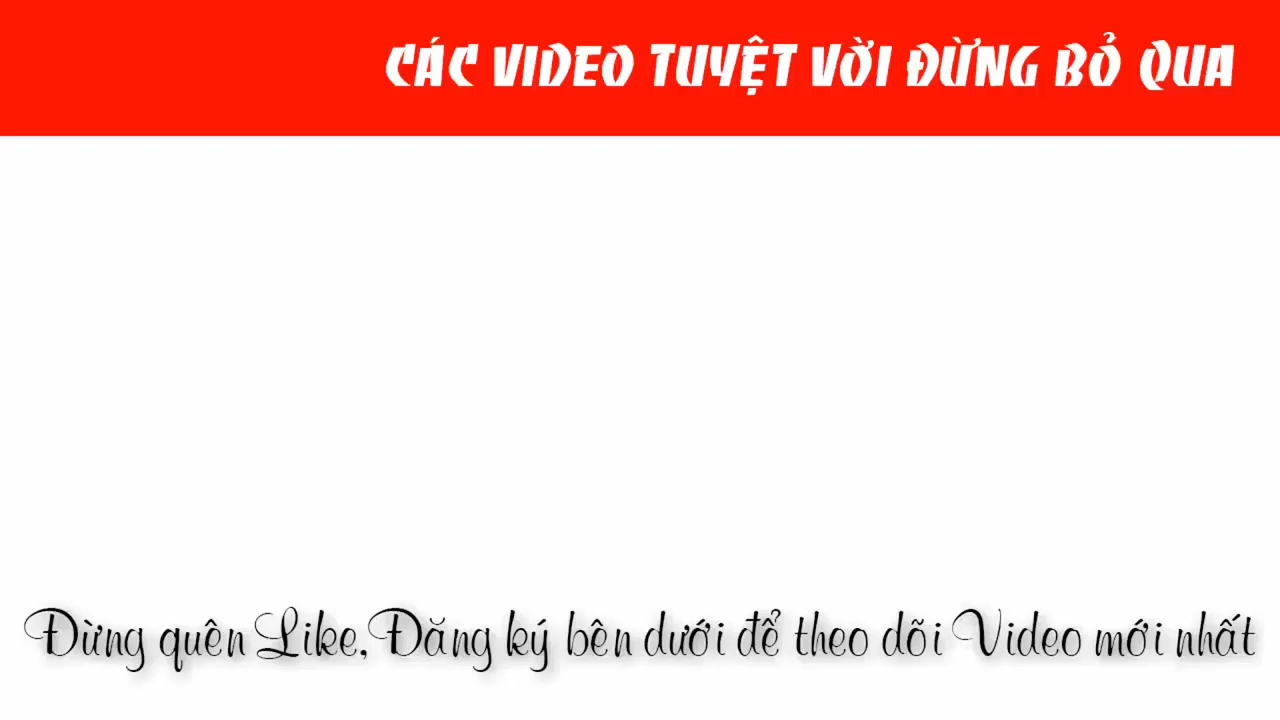 CÁC VIDEO TUYỆT VỜI ĐỪNG BỎ QUA
Đừng quên Like,Đăng ký bên dưới để theo dõi Video mới nhất